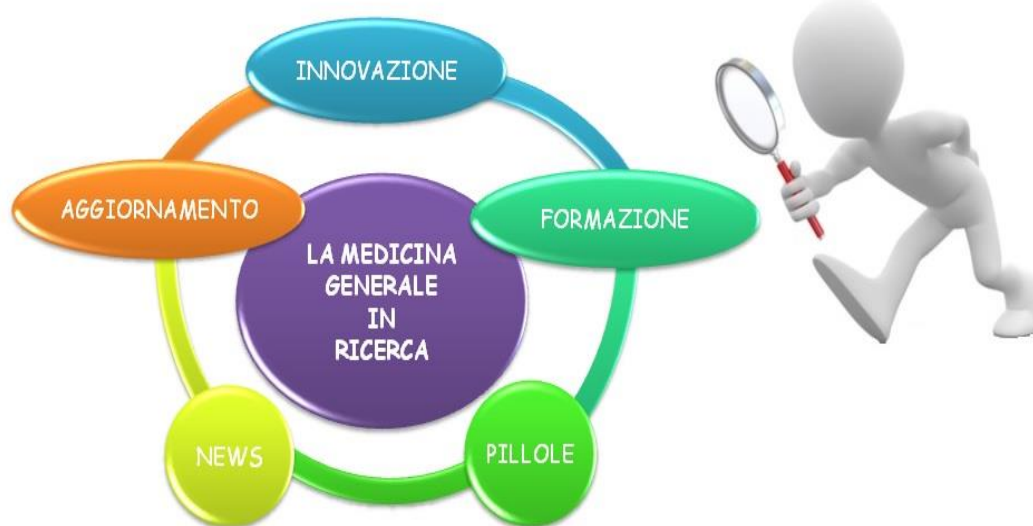 INNOVAZIONE
AGGIORNAMENTO
FORMAZIONE
LA MEDICINA
GENERALE
IN
RICERCA
NEWS
PILLOLE